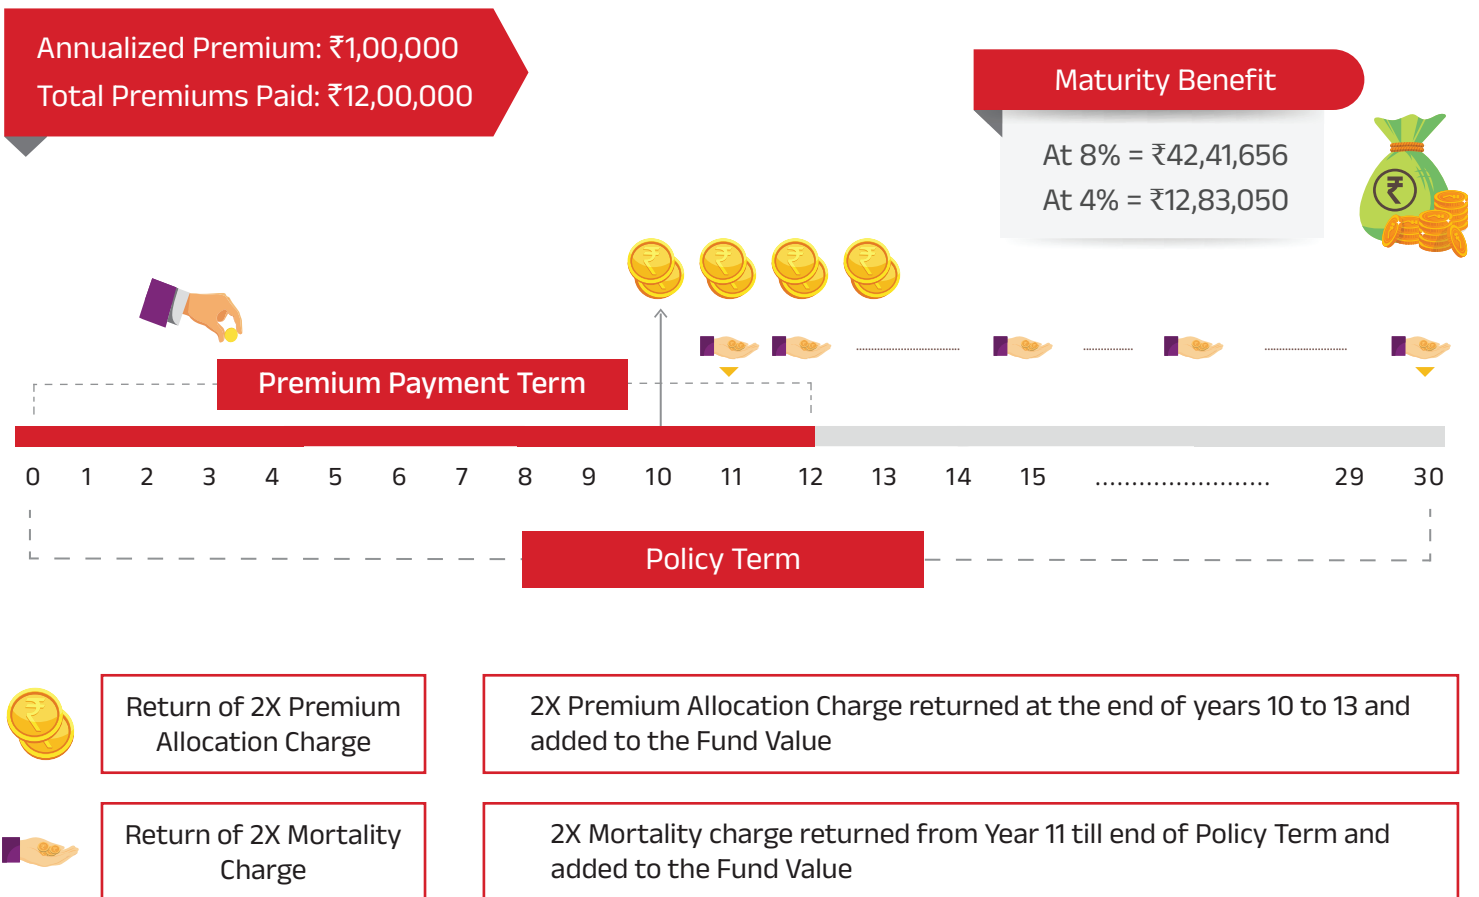 Annualized Premium: ₹1,00,000
Total Premiums Paid: ₹12,00,000
Maturity Benefit
At 8% = ₹42,41,656
At 4% = ₹12,83,050
₹
₹ ₹ ₹ ₹
Premium Payment Term
0 1 2 3 4 5 6 7 8 9 10 11 12 13 14 15 ........................ 29 30
Policy Term
₹
Return of 2X Premium
Allocation Charge
2X Premium Allocation Charge returned at the end of years 10 to 13 and
added to the Fund Value
Return of 2X Mortality
Charge
2X Mortality charge returned from Year 11 till end of Policy Term and
added to the Fund Value